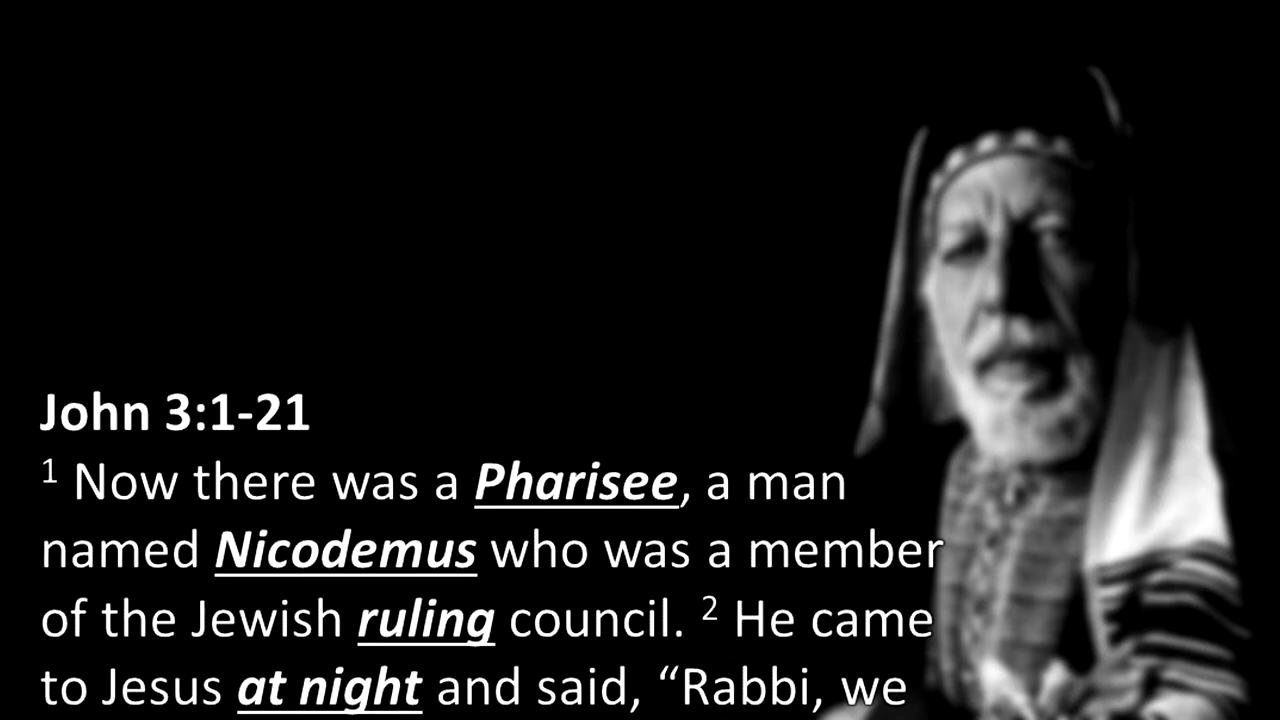 John 3:1-21
1 Now there was a Pharisee, a man
named Nicodemus who was a member
of the Jewish ruling council. 2 He came
to Jesus at night and said, “Rabbi, we